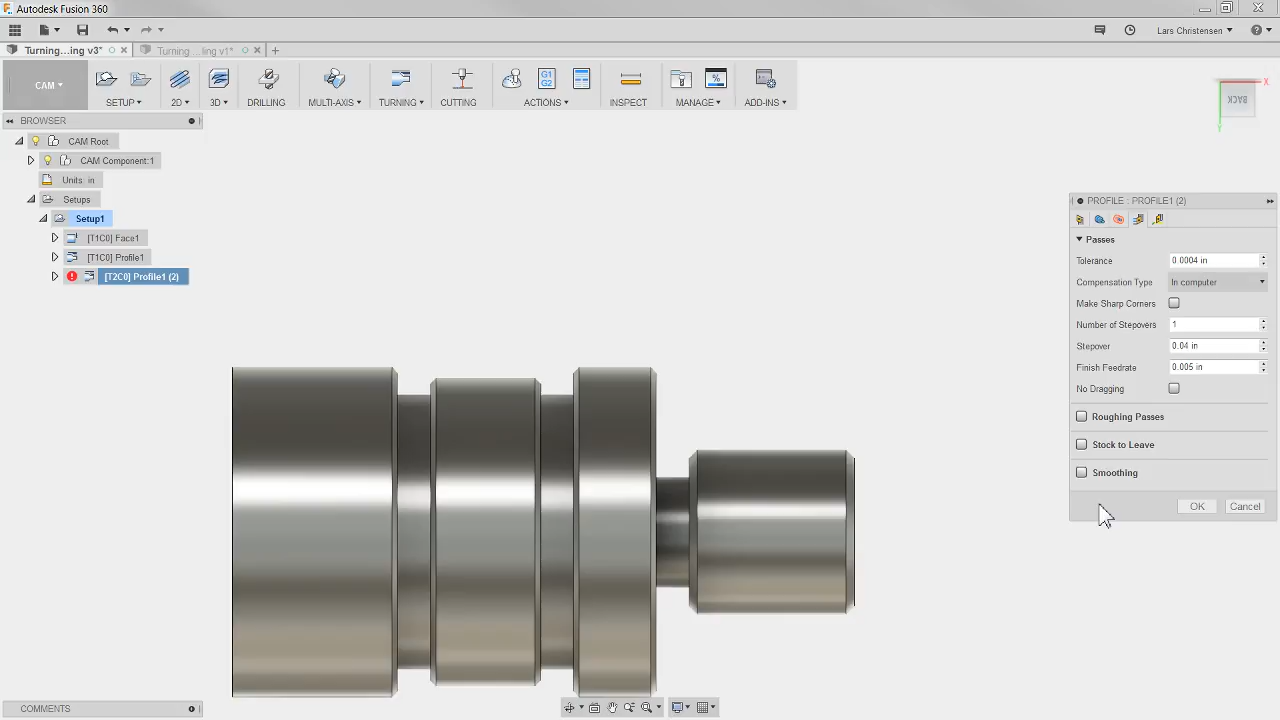 Autodesk Fusion 360
Lars Christensen
Turning...ing v3*
Turning ...ing v1*
CAM
SETUP
2D
3D
DRILLING
MULTI-AXIS
TURNING
CUTTING
G1
G2
ACTIONS
INSPECT
MANAGE
ADD-INS
BACK
X
Y
BROWSER
CAM Root
CAM Component:1
Units: in
Setups
Setup1
[T1C0] Face1
[T1C0] Profile1
[T2C0] Profile1 (2)
PROFILE : PROFILE1 (2)
Passes
Tolerance 0.0004 in
Compensation Type In computer
Make Sharp Corners
Number of Stepovers 1
Stepover 0.04 in
Finish Feedrate 0.005 in
No Dragging
Roughing Passes
Stock to Leave
Smoothing
OK Cancel
COMMENTS